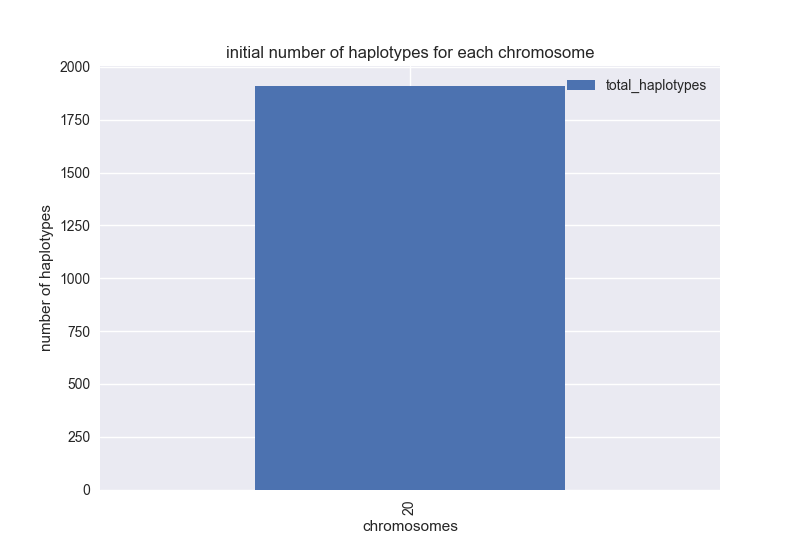 initial number of haplotypes for each chromosome
total_haplotypes
number of haplotypes
2000
1750
1500
1250
1000
750
500
250
0
20
chromosomes